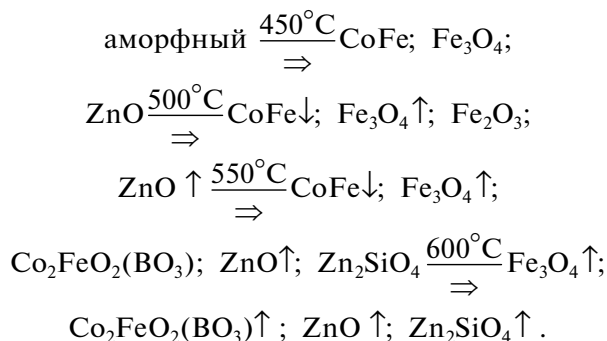 аморфный 450°C ⇒ CoFe; Fe₃O₄;
ZnO 500°C ⇒ CoFe↓; Fe₃O₄↑; Fe₂O₃;
ZnO ↑ 550°C ⇒ CoFe↓; Fe₃O₄↑;
Co₂FeO₂(BO₃); ZnO↑; Zn₂SiO₄ 600°C ⇒ Fe₃O₄↑;
Co₂FeO₂(BO₃)↑ ; ZnO ↑; Zn₂SiO₄↑ .